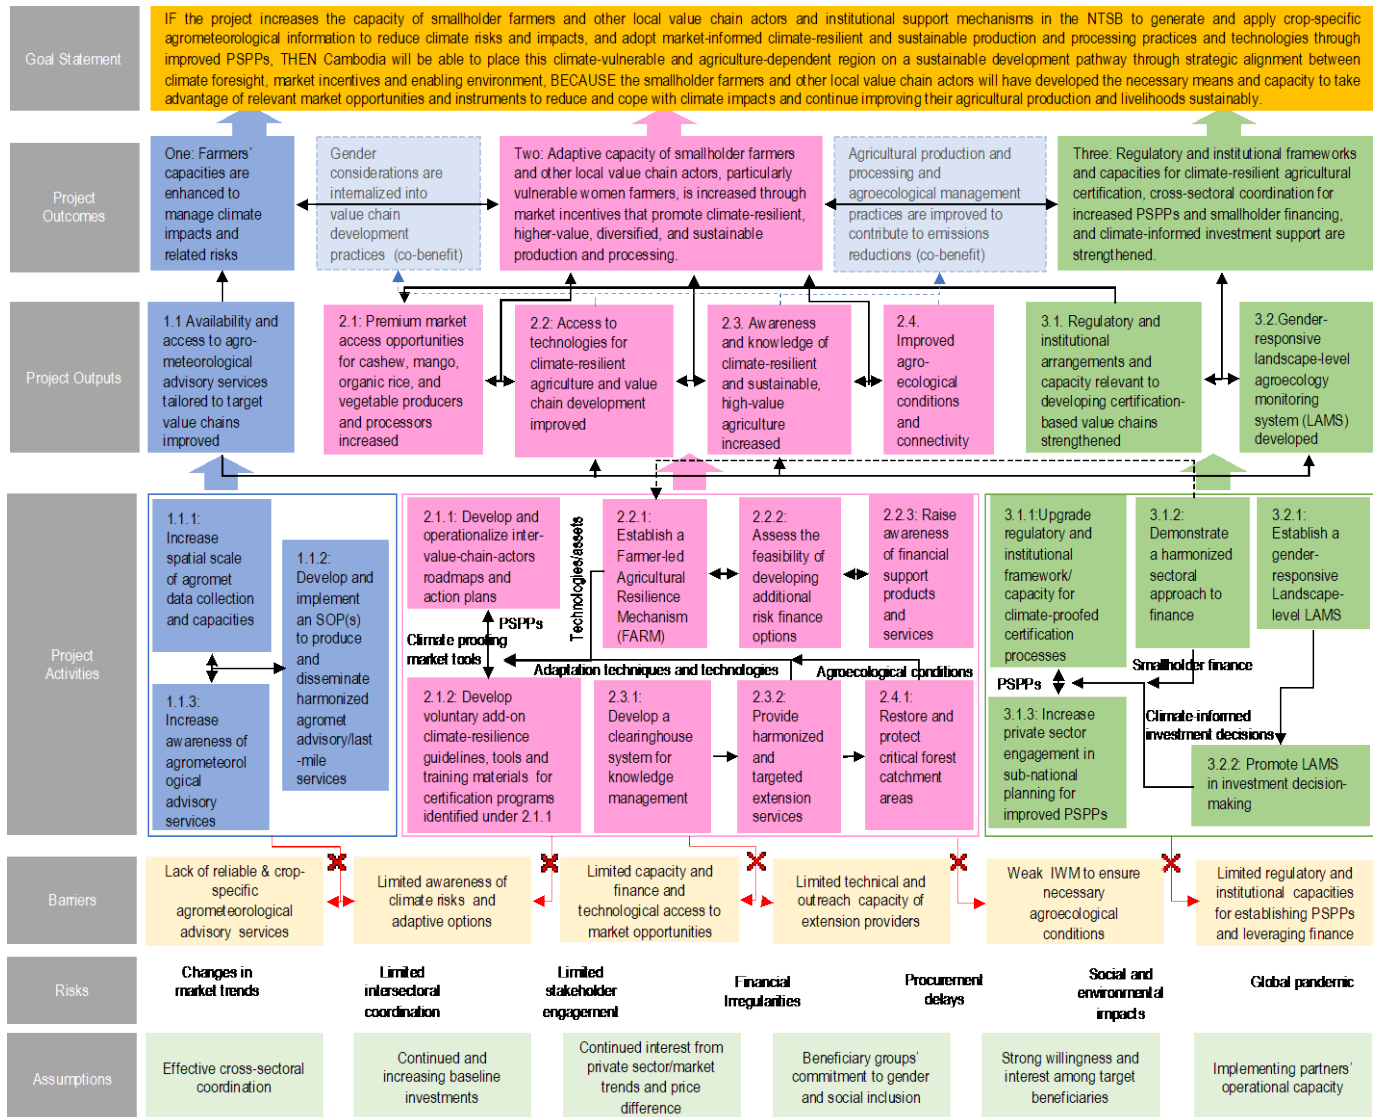 Goal Statement
IF the project increases the capacity of smallholder farmers and other local value chain actors and institutional support mechanisms in the NTSB to generate and apply crop-specific
agrometeorological information to reduce climate risks and impacts, and adopt market-informed climate-resilient and sustainable production and processing practices and technologies through
improved PSPPs, THEN Cambodia will be able to place this climate-vulnerable and agriculture-dependent region on a sustainable development pathway through strategic alignment between
climate foresight, market incentives and enabling environment, BECAUSE the smallholder farmers and other local value chain actors will have developed the necessary means and capacity to take
advantage of relevant market opportunities and instruments to reduce and cope with climate impacts and continue improving their agricultural production and livelihoods sustainably.
Project
Outcomes
One: Farmers'
capacities are
enhanced to
manage climate
impacts and
related risks
Gender
considerations are
internalized into
value chain
development
practices (co-benefit)
Two: Adaptive capacity of smallholder farmers
and other local value chain actors, particularly
vulnerable women farmers, is increased through
market incentives that promote climate-resilient,
higher-value, diversified, and sustainable
production and processing.
Agricultural production and
processing and
agroecological management
practices are improved to
contribute to emissions
reductions (co-benefit)
Three: Regulatory and institutional frameworks
and capacities for climate-resilient agricultural
certification, cross-sectoral coordination for
increased PSPPs and smallholder financing,
and climate-informed investment support are
strengthened.
Project Outputs
1.1 Availability and
access to agro-
meteorological
advisory services
tailored to target
value chains
improved
2.1: Premium market
access opportunities
for cashew, mango,
organic rice, and
vegetable producers
and processors
increased
2.2: Access to
technologies for
climate-resilient
agriculture and value
chain development
improved
2.3. Awareness
and knowledge of
climate-resilient
and sustainable,
high-value
agriculture
increased
2.4.
Improved
agro-
ecological
conditions
and
connectivity
3.1. Regulatory and
institutional
arrangements and
capacity relevant to
developing certification-
based value chains
strengthened
3.2.Gender-
responsive
landscape-level
agroecology
monitoring
system (LAMS)
developed
Project
Activities
1.1.1:
Increase
spatial scale
of agromet
data collection
and capacities
1.1.2:
Develop and
implement
an SOP(s)
to produce
and
disseminate
harmonized
agromet
advisory/last
-mile
services
1.1.3:
Increase
awareness of
agrometeorol
ogical
advisory
services
2.1.1: Develop and
operationalize inter-
value-chain-actors
roadmaps and
action plans
PSPPs
Climate proofing
market tools
2.1.2: Develop
voluntary add-on
climate-resilience
guidelines, tools and
training materials for
certification programs
identified under 2.1.1
Technologies/assets
2.2.1:
Establish a
Farmer-led
Agricultural
Resilience
Mechanism
(FARM)
2.2.2:
Assess the
feasibility of
developing
additional
risk finance
options
2.2.3: Raise
awareness
of financial
support
products
and
services
Adaptation techniques and technologies
Agroecological conditions
2.3.1:
Develop a
clearinghouse
system for
knowledge
management
2.3.2:
Provide
harmonized
and
targeted
extension
services
2.4.1:
Restore and
protect
critical forest
catchment
areas
3.1.1:Upgrade
regulatory and
institutional
framework/
capacity for
climate-proofed
certification
processes
3.1.2:
Demonstrate
a harmonized
sectoral
approach to
finance
3.2.1:
Establish a
gender-
responsive
Landscape-
level LAMS
Smallholder finance
PSPPs
Climate-informed
investment decisions
3.1.3: Increase
private sector
engagement in
sub-national
planning for
improved PSPPs
3.2.2: Promote LAMS
in investment decision-
making
Barriers
Lack of reliable & crop-
specific
agrometeorological
advisory services
Limited awareness of
climate risks and
adaptive options
Limited capacity and
finance and
technological access to
market opportunities
Limited technical and
outreach capacity of
extension providers
Weak IWM to ensure
necessary
agroecological
conditions
Limited regulatory and
institutional capacities
for establishing PSPPs
and leveraging finance
Risks
Changes in
market trends
Limited
intersectoral
coordination
Limited
stakeholder
engagement
Financial
Irregularities
Procurement
delays
Social and
environmental
impacts
Global pandemic
Assumptions
Effective cross-sectoral
coordination
Continued and
increasing baseline
investments
Continued interest from
private sector/market
trends and price
difference
Beneficiary groups'
commitment to gender
and social inclusion
Strong willingness and
interest among target
beneficiaries
Implementing partners'
operational capacity